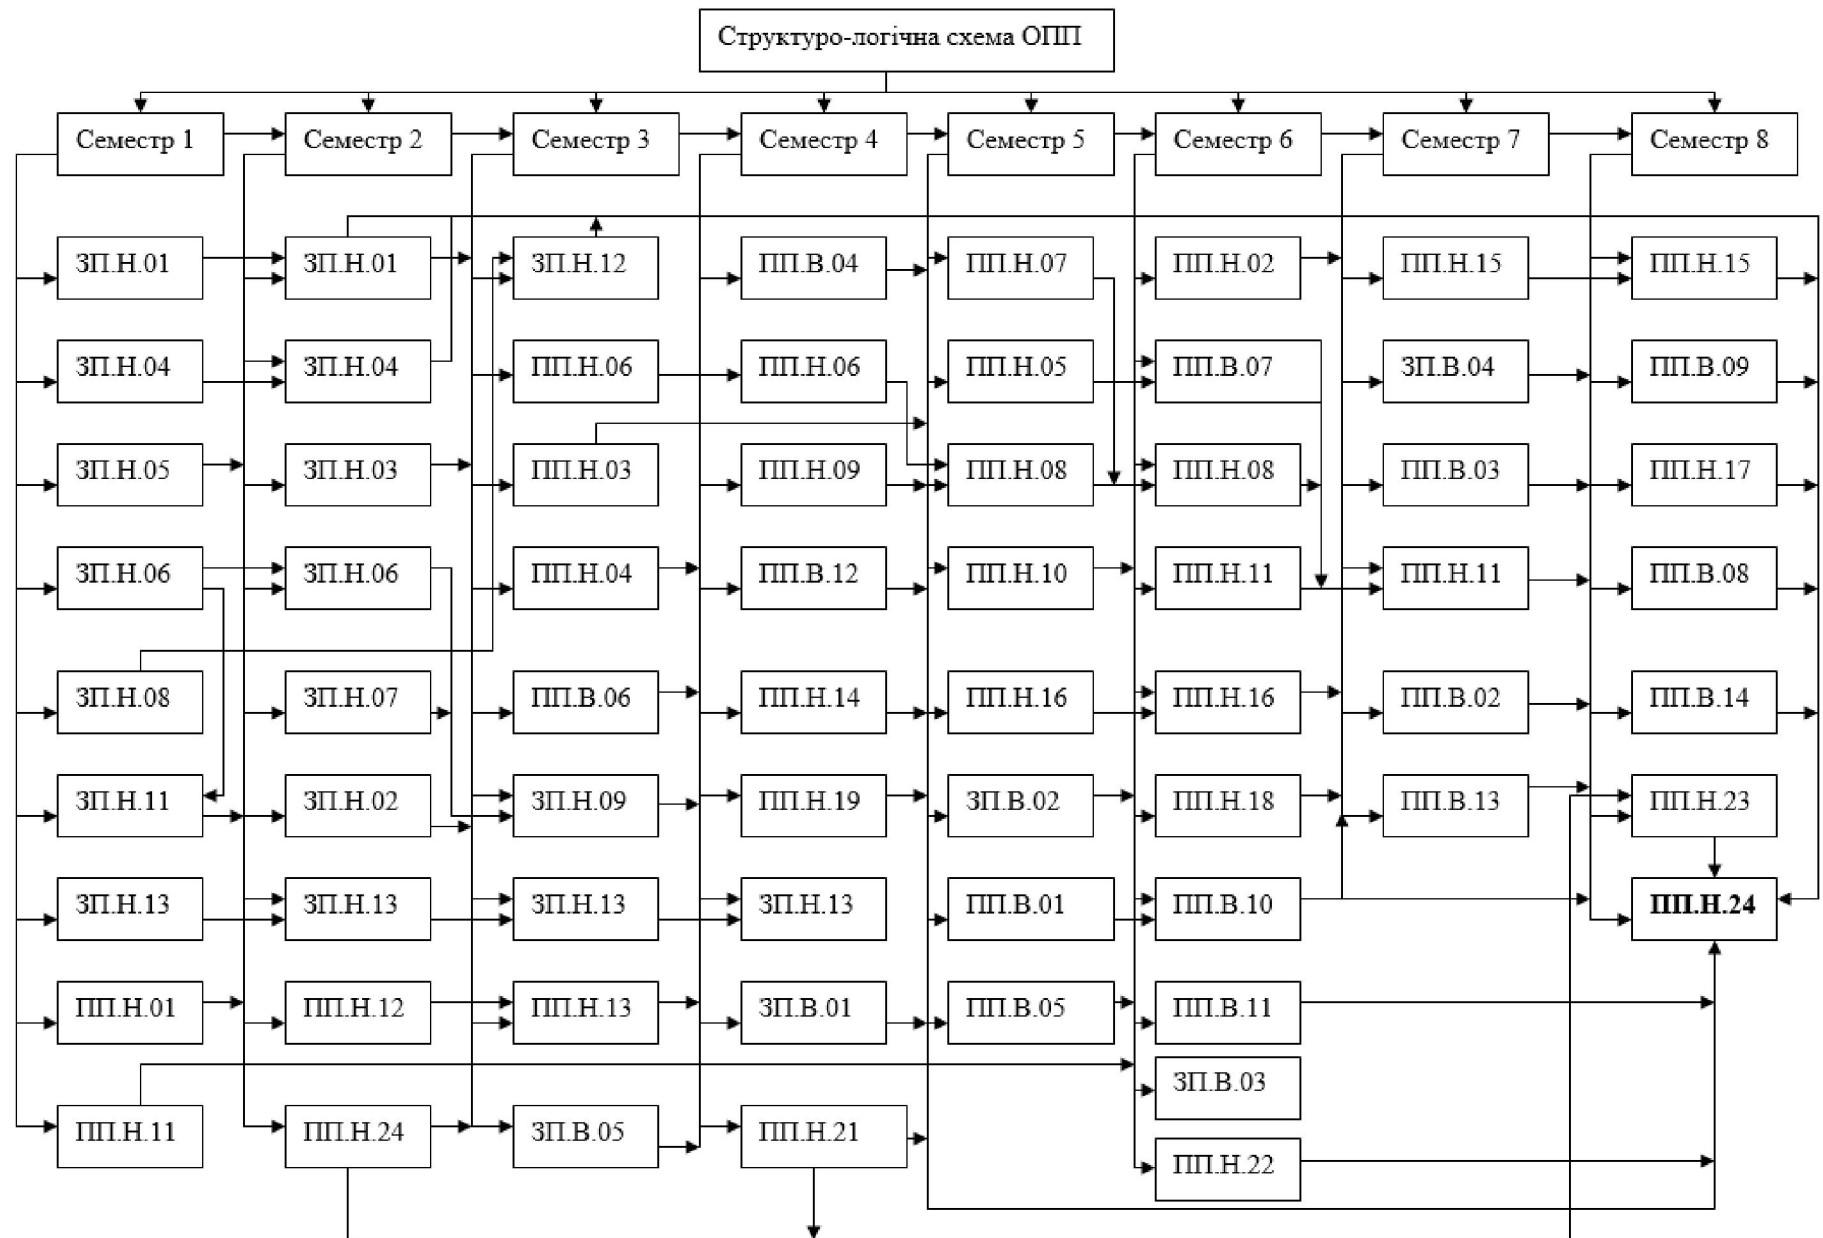 Структуро-логічна схема ОПП
Семестр 1 Семестр 2 Семестр 3 Семестр 4 Семестр 5 Семестр 6 Семестр 7 Семестр 8
ЗП.Н.01 ЗП.Н.01 ЗП.Н.12 ПП.В.04 ПП.Н.07 ПП.Н.02 ПП.Н.15 ПП.Н.15
ЗП.Н.04 ЗП.Н.04 ПП.Н.06 ПП.Н.06 ПП.Н.05 ПП.В.07 ЗП.В.04 ПП.В.09
ЗП.Н.05 ЗП.Н.03 ПП.Н.03 ПП.Н.09 ПП.Н.08 ПП.Н.08 ПП.В.03 ПП.Н.17
ЗП.Н.06 ЗП.Н.06 ПП.Н.04 ПП.В.12 ПП.Н.10 ПП.Н.11 ПП.Н.11 ПП.В.08
ЗП.Н.08 ЗП.Н.07 ПП.В.06 ПП.Н.14 ПП.Н.16 ПП.Н.16 ПП.В.02 ПП.В.14
ЗП.Н.11 ЗП.Н.02 ЗП.Н.09 ПП.Н.19 ЗП.В.02 ПП.Н.18 ПП.В.13 ПП.Н.23
ЗП.Н.13 ЗП.Н.13 ЗП.Н.13 ЗП.Н.13 ПП.В.01 ПП.В.10 ПП.Н.24
ПП.Н.01 ПП.Н.12 ПП.Н.13 ЗП.В.01 ПП.В.05 ПП.В.11
ЗП.В.03
ПП.Н.11 ПП.Н.24 ЗП.В.05 ПП.Н.21
ПП.Н.22